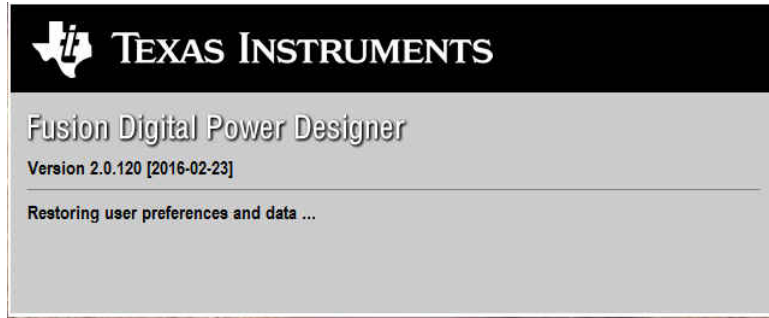 TEXAS INSTRUMENTS
Fusion Digital Power Designer
Version 2.0.120 [2016-02-23]
Restoring user preferences and data ...